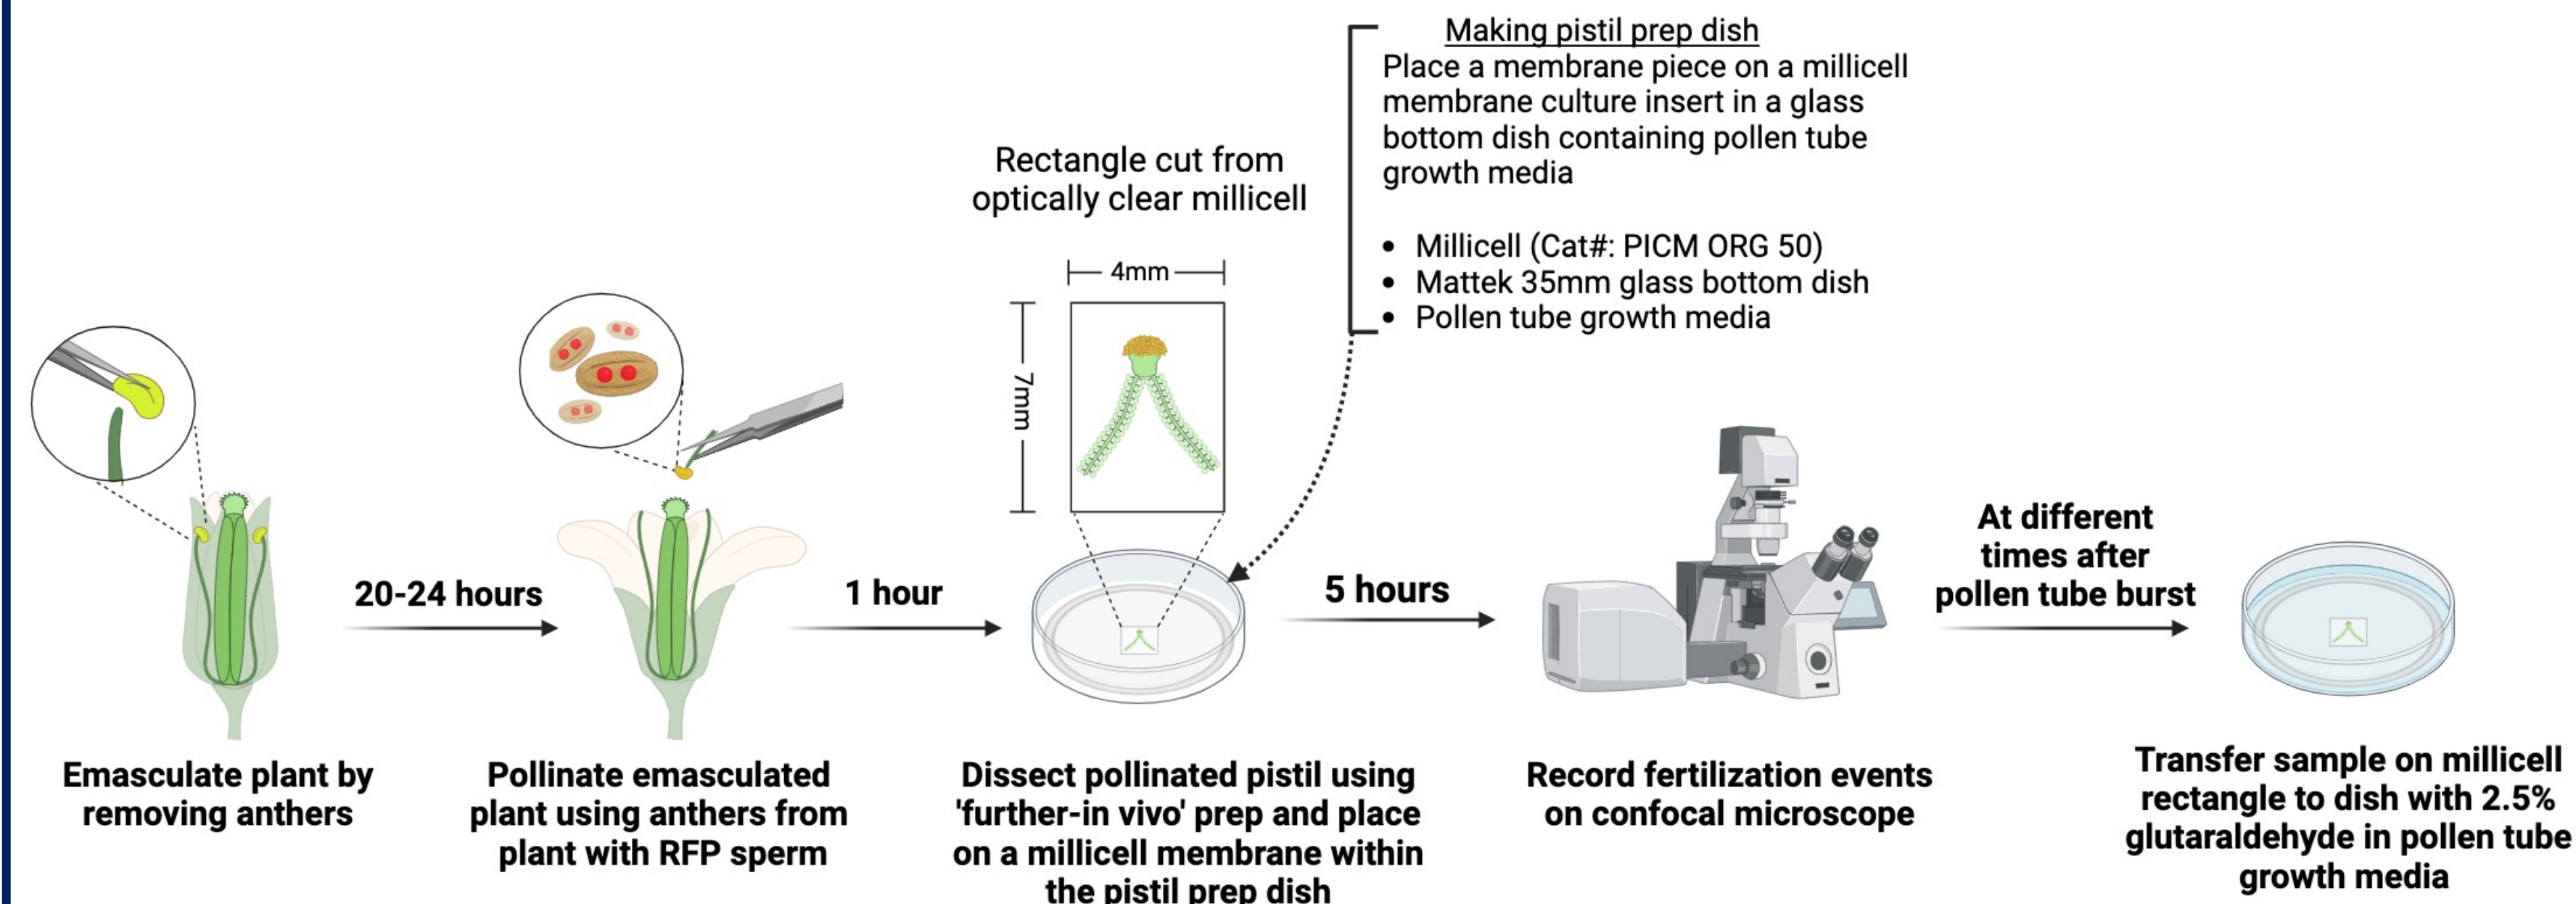 Making pistil prep dish
Place a membrane piece on a millicell
membrane culture insert in a glass
bottom dish containing pollen tube
growth media
• Millicell (Cat#: PICM ORG 50)
• Mattek 35mm glass bottom dish
• Pollen tube growth media
Rectangle cut from
optically clear millicell
4mm
7mm
20-24 hours
1 hour
5 hours
At different
times after
pollen tube burst
Emasculate plant by
removing anthers
Pollinate emasculated
plant using anthers from
plant with RFP sperm
Dissect pollinated pistil using
'further-in vivo' prep and place
on a millicell membrane within
the pistil prep dish
Record fertilization events
on confocal microscope
Transfer sample on millicell
rectangle to dish with 2.5%
glutaraldehyde in pollen tube
growth media